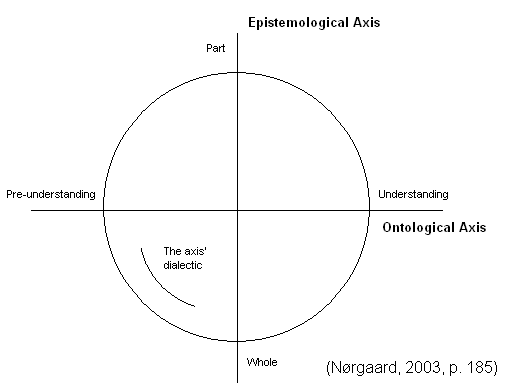 Epistemological Axis
Part
Pre-understanding
Understanding
Ontological Axis
The axis'
dialectic
Whole
(Nørgaard, 2003, p. 185)